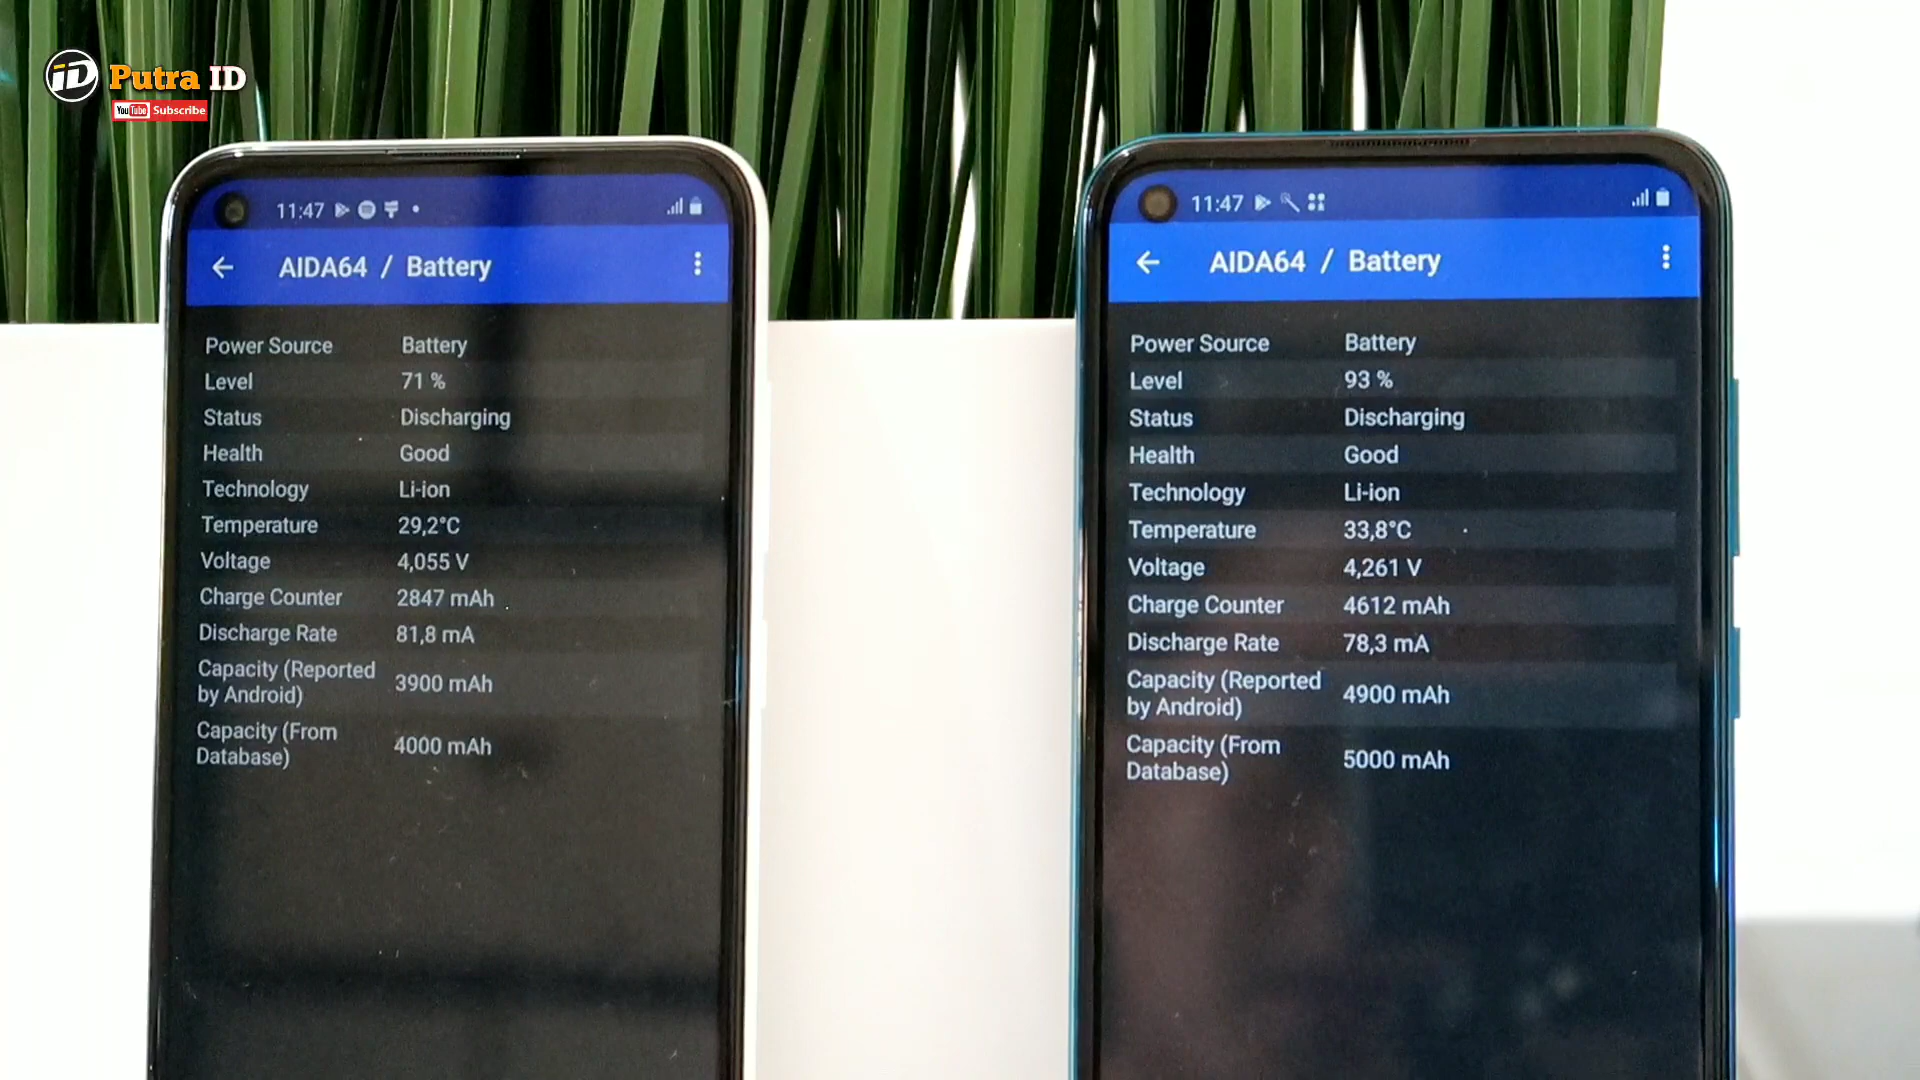 iD Putra ID
YouTube Subscribe
11:47
AIDA64 / Battery
Power Source Battery
Level 71 %
Status Discharging
Health Good
Technology Li-ion
Temperature 29,2°C
Voltage 4,055 V
Charge Counter 2847 mAh
Discharge Rate 81,8 mA
Capacity (Reported
by Android) 3900 mAh
Capacity (From
Database) 4000 mAh
11:47
AIDA64 / Battery
Power Source Battery
Level 93 %
Status Discharging
Health Good
Technology Li-ion
Temperature 33,8°C
Voltage 4,261 V
Charge Counter 4612 mAh
Discharge Rate 78,3 mA
Capacity (Reported
by Android) 4900 mAh
Capacity (From
Database) 5000 mAh